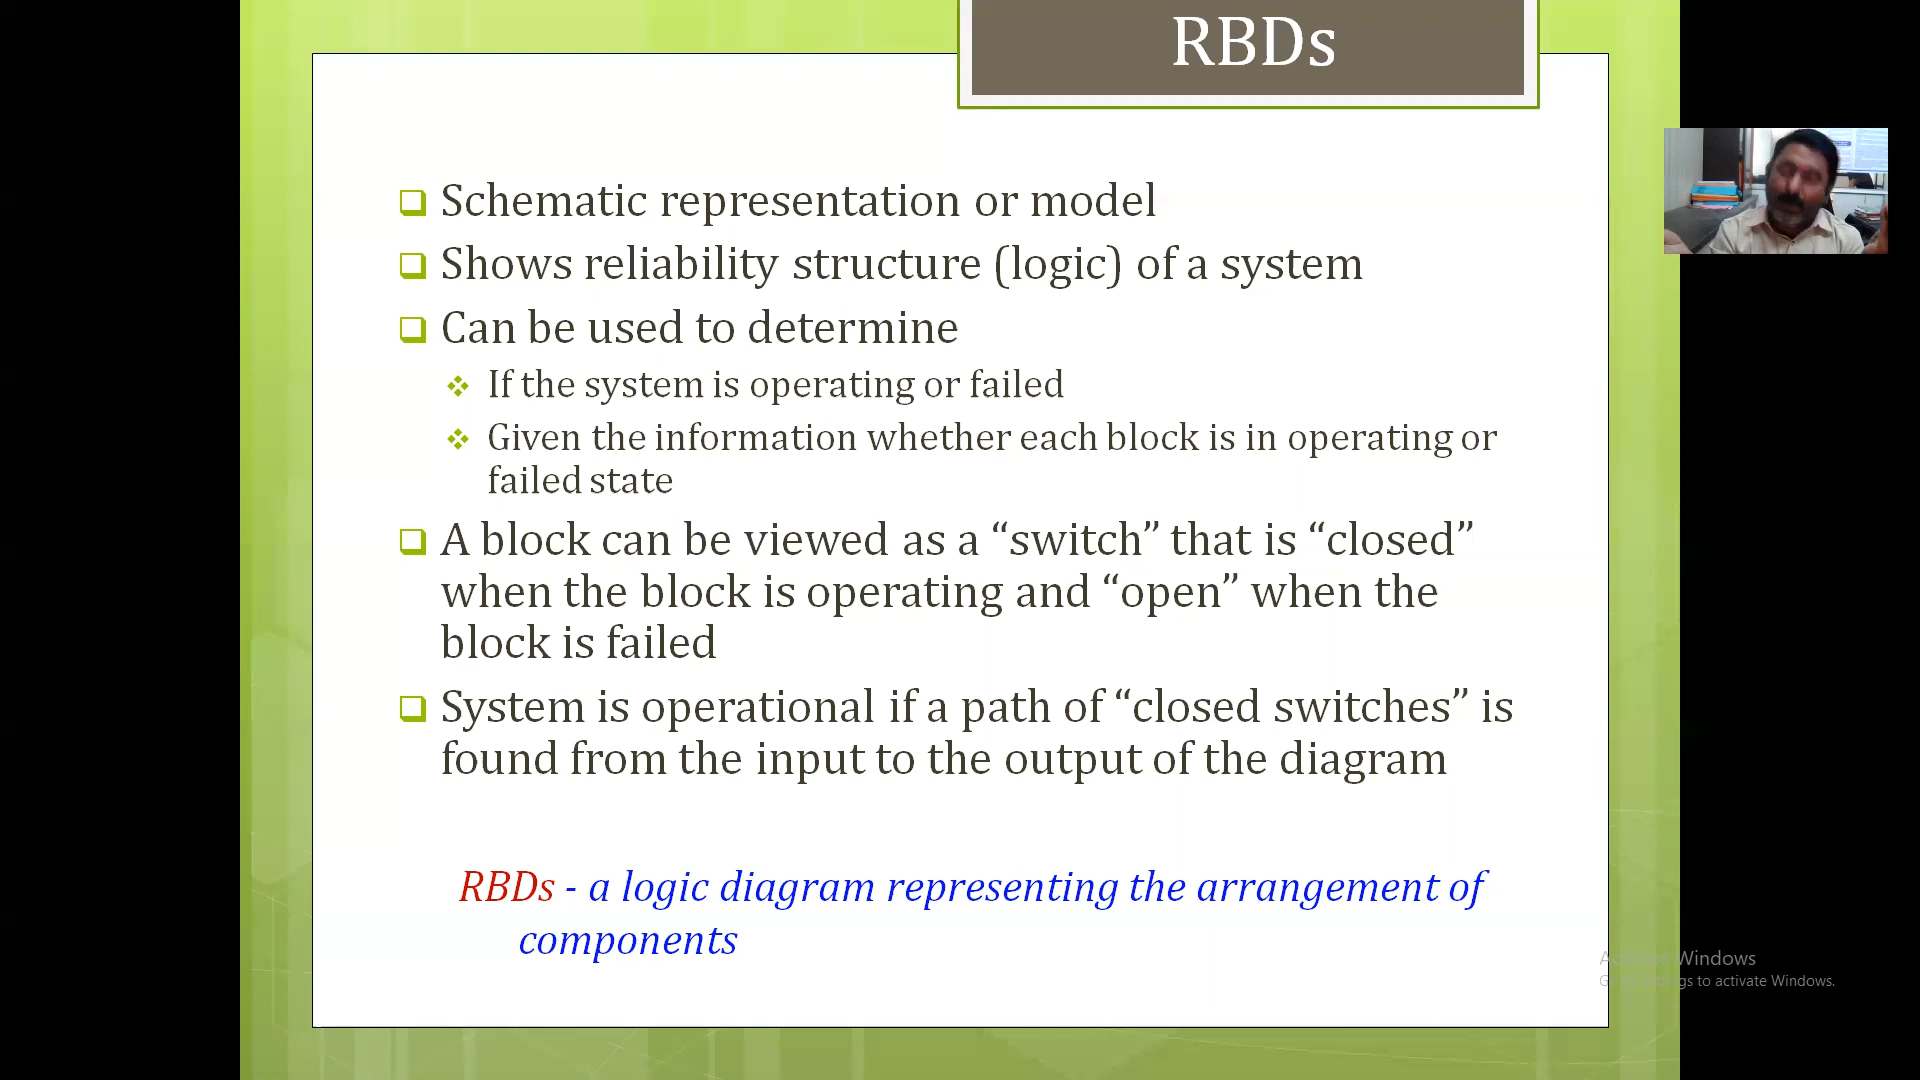 RBDs
Schematic representation or model
Shows reliability structure (logic) of a system
Can be used to determine
If the system is operating or failed
Given the information whether each block is in operating or
failed state
A block can be viewed as a “switch” that is “closed”
when the block is operating and “open” when the
block is failed
System is operational if a path of “closed switches” is
found from the input to the output of the diagram
RBDs - a logic diagram representing the arrangement of
components
Activate Windows
Go to Settings to activate Windows.